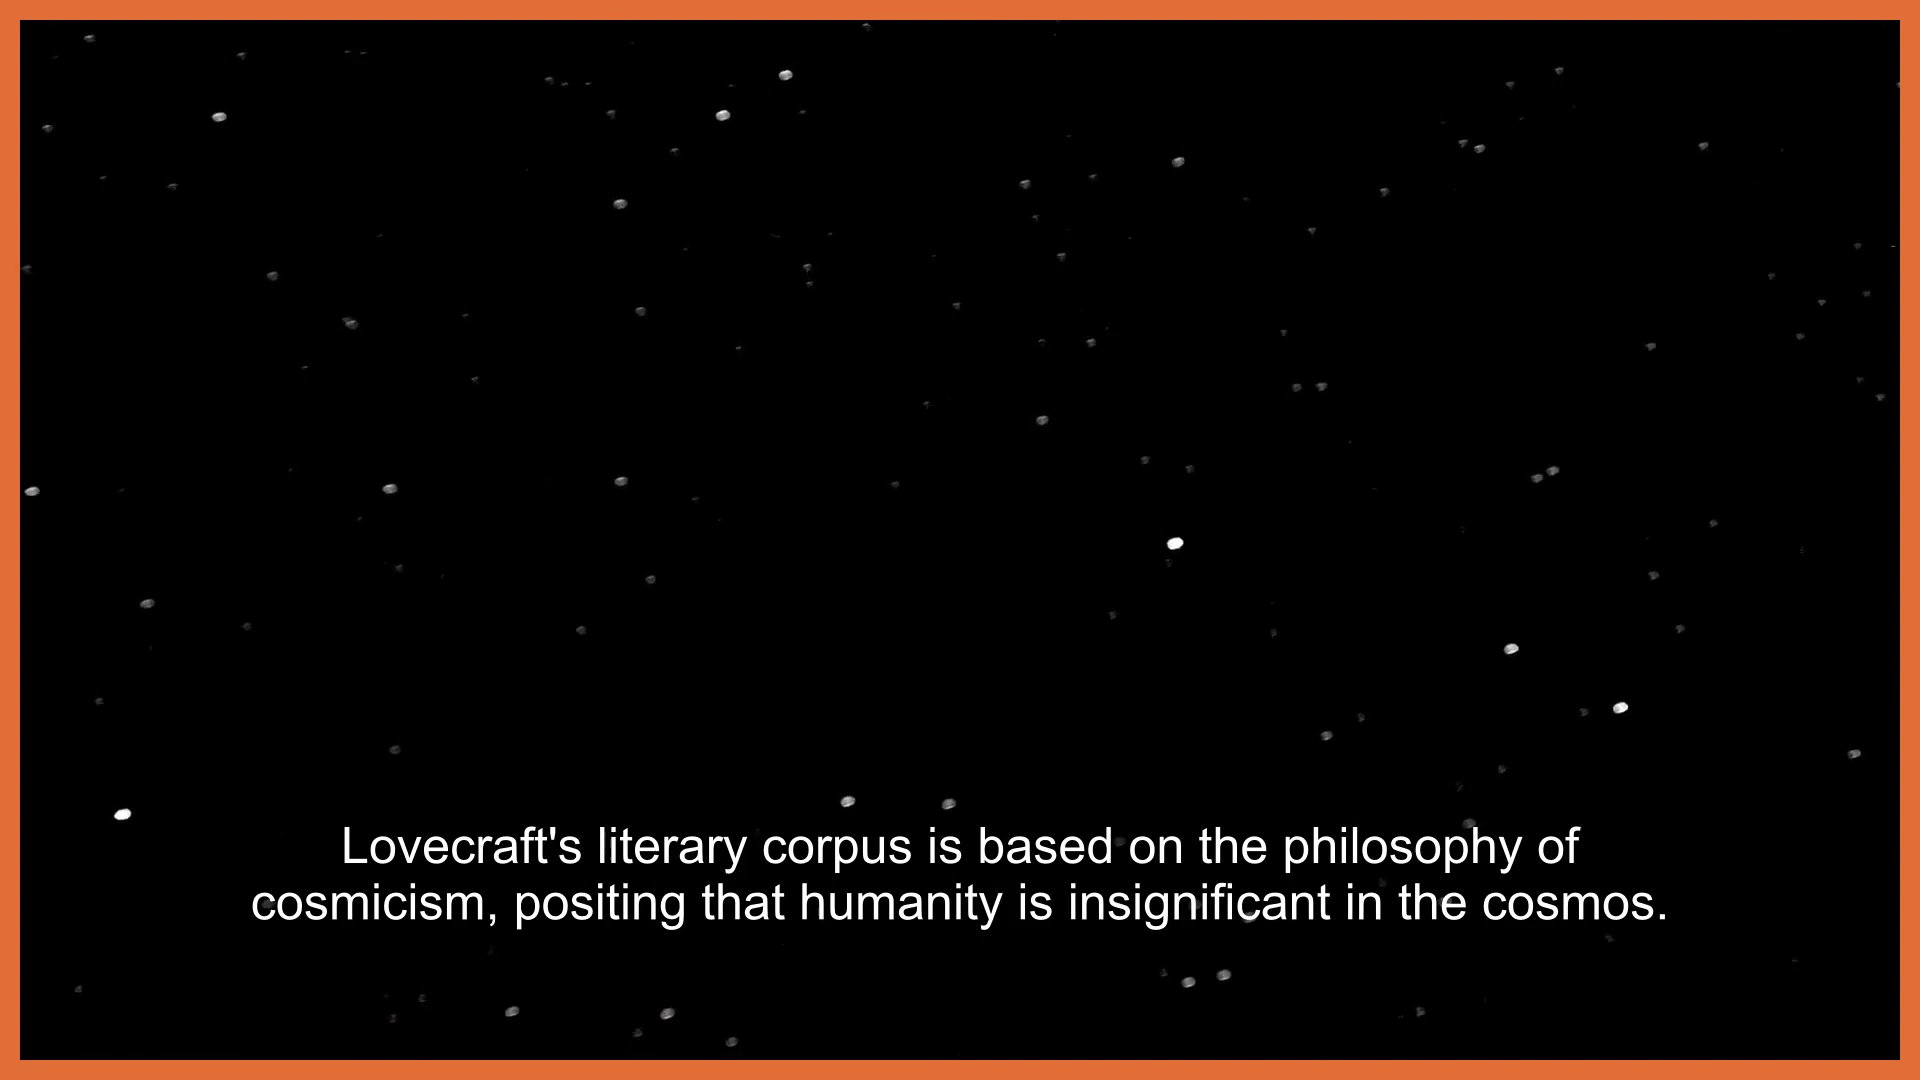 Lovecraft's literary corpus is based on the philosophy of
cosmicism, positing that humanity is insignificant in the cosmos.